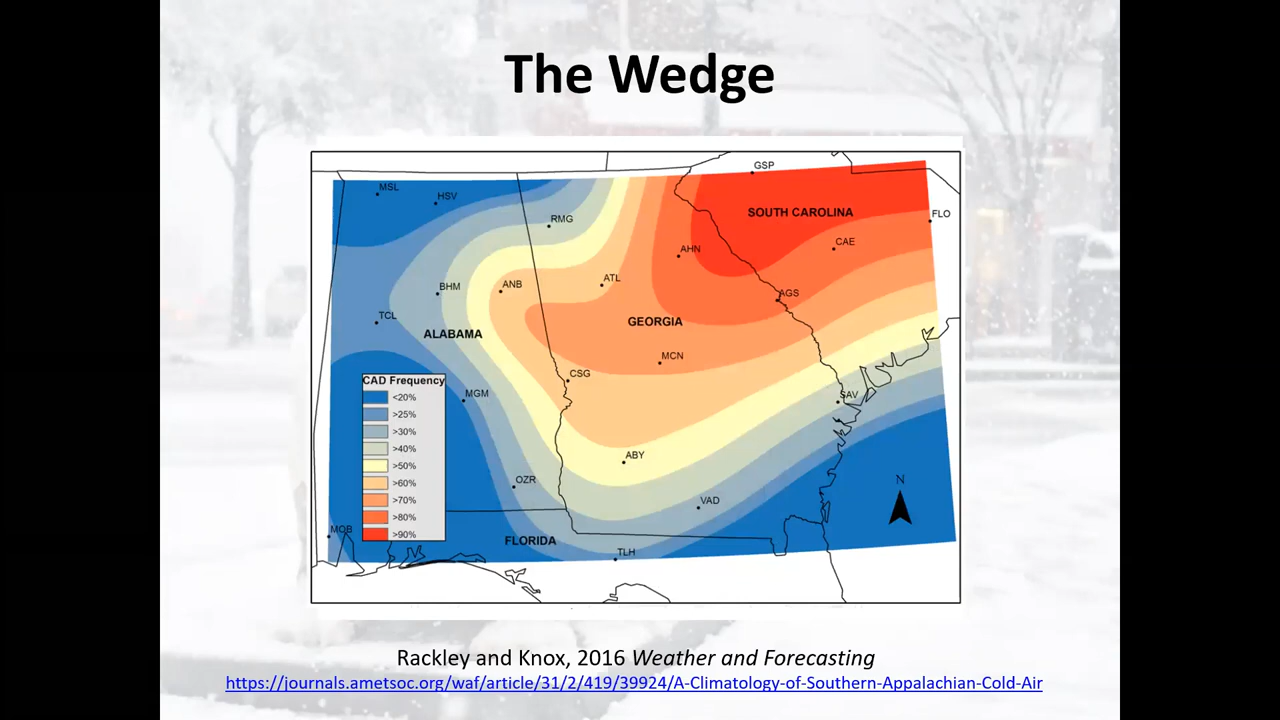 The Wedge
GSP
MSL
HSV
SOUTH CAROLINA
FLO
RMG
CAE
AHN
ATL
ANB
BHM
AGS
TCL
GEORGIA
ALABAMA
MCN
CSG
CAD Frequency
<20%
>25%
>30%
>40%
>50%
>60%
>70%
>80%
>90%
MGM
SAV
ABY
OZR
N
VAD
MOB
FLORIDA
TLH
Rackley and Knox, 2016 Weather and Forecasting
https://journals.ametsoc.org/waf/article/31/2/419/39924/A-Climatology-of-Southern-Appalachian-Cold-Air